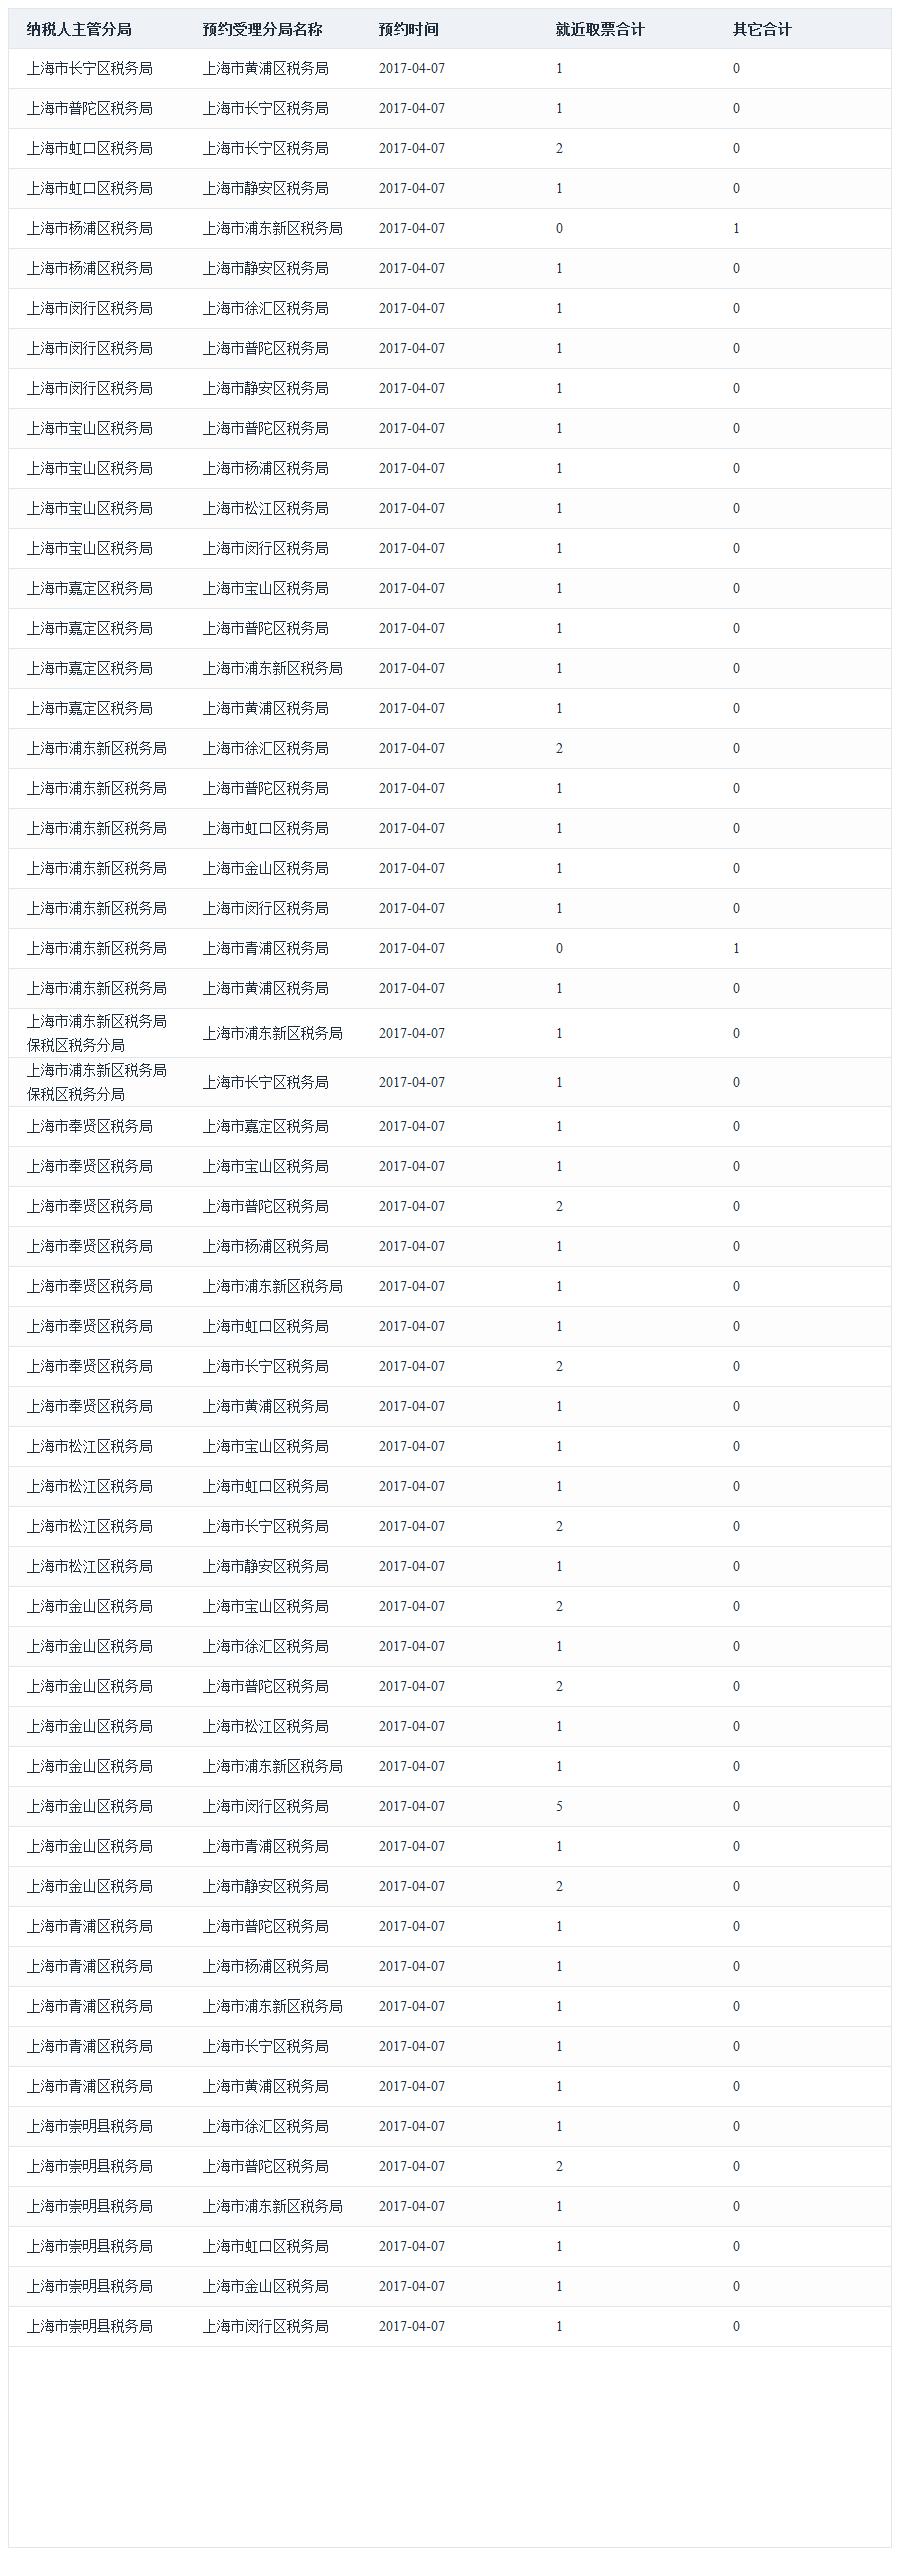 纳税人主管分局 预约受理分局名称 预约时间 就近取票合计 其它合计
上海市长宁区税务局 上海市黄浦区税务局 2017-04-07 1 0
上海市普陀区税务局 上海市长宁区税务局 2017-04-07 1 0
上海市虹口区税务局 上海市长宁区税务局 2017-04-07 2 0
上海市虹口区税务局 上海市静安区税务局 2017-04-07 1 0
上海市杨浦区税务局 上海市浦东新区税务局 2017-04-07 0 1
上海市杨浦区税务局 上海市静安区税务局 2017-04-07 1 0
上海市闵行区税务局 上海市徐汇区税务局 2017-04-07 1 0
上海市闵行区税务局 上海市普陀区税务局 2017-04-07 1 0
上海市闵行区税务局 上海市静安区税务局 2017-04-07 1 0
上海市宝山区税务局 上海市普陀区税务局 2017-04-07 1 0
上海市宝山区税务局 上海市杨浦区税务局 2017-04-07 1 0
上海市宝山区税务局 上海市松江区税务局 2017-04-07 1 0
上海市宝山区税务局 上海市闵行区税务局 2017-04-07 1 0
上海市嘉定区税务局 上海市宝山区税务局 2017-04-07 1 0
上海市嘉定区税务局 上海市普陀区税务局 2017-04-07 1 0
上海市嘉定区税务局 上海市浦东新区税务局 2017-04-07 1 0
上海市嘉定区税务局 上海市黄浦区税务局 2017-04-07 1 0
上海市浦东新区税务局 上海市徐汇区税务局 2017-04-07 2 0
上海市浦东新区税务局 上海市普陀区税务局 2017-04-07 1 0
上海市浦东新区税务局 上海市虹口区税务局 2017-04-07 1 0
上海市浦东新区税务局 上海市金山区税务局 2017-04-07 1 0
上海市浦东新区税务局 上海市闵行区税务局 2017-04-07 1 0
上海市浦东新区税务局 上海市青浦区税务局 2017-04-07 0 1
上海市浦东新区税务局 上海市黄浦区税务局 2017-04-07 1 0
上海市浦东新区税务局
保税区税务分局 上海市浦东新区税务局 2017-04-07 1 0
上海市浦东新区税务局
保税区税务分局 上海市长宁区税务局 2017-04-07 1 0
上海市奉贤区税务局 上海市嘉定区税务局 2017-04-07 1 0
上海市奉贤区税务局 上海市宝山区税务局 2017-04-07 1 0
上海市奉贤区税务局 上海市普陀区税务局 2017-04-07 2 0
上海市奉贤区税务局 上海市杨浦区税务局 2017-04-07 1 0
上海市奉贤区税务局 上海市浦东新区税务局 2017-04-07 1 0
上海市奉贤区税务局 上海市虹口区税务局 2017-04-07 1 0
上海市奉贤区税务局 上海市长宁区税务局 2017-04-07 2 0
上海市奉贤区税务局 上海市黄浦区税务局 2017-04-07 1 0
上海市松江区税务局 上海市宝山区税务局 2017-04-07 1 0
上海市松江区税务局 上海市虹口区税务局 2017-04-07 1 0
上海市松江区税务局 上海市长宁区税务局 2017-04-07 2 0
上海市松江区税务局 上海市静安区税务局 2017-04-07 1 0
上海市金山区税务局 上海市宝山区税务局 2017-04-07 2 0
上海市金山区税务局 上海市徐汇区税务局 2017-04-07 1 0
上海市金山区税务局 上海市普陀区税务局 2017-04-07 2 0
上海市金山区税务局 上海市松江区税务局 2017-04-07 1 0
上海市金山区税务局 上海市浦东新区税务局 2017-04-07 1 0
上海市金山区税务局 上海市闵行区税务局 2017-04-07 5 0
上海市金山区税务局 上海市青浦区税务局 2017-04-07 1 0
上海市金山区税务局 上海市静安区税务局 2017-04-07 2 0
上海市青浦区税务局 上海市普陀区税务局 2017-04-07 1 0
上海市青浦区税务局 上海市杨浦区税务局 2017-04-07 1 0
上海市青浦区税务局 上海市浦东新区税务局 2017-04-07 1 0
上海市青浦区税务局 上海市长宁区税务局 2017-04-07 1 0
上海市青浦区税务局 上海市黄浦区税务局 2017-04-07 1 0
上海市崇明县税务局 上海市徐汇区税务局 2017-04-07 1 0
上海市崇明县税务局 上海市普陀区税务局 2017-04-07 2 0
上海市崇明县税务局 上海市浦东新区税务局 2017-04-07 1 0
上海市崇明县税务局 上海市虹口区税务局 2017-04-07 1 0
上海市崇明县税务局 上海市金山区税务局 2017-04-07 1 0
上海市崇明县税务局 上海市闵行区税务局 2017-04-07 1 0